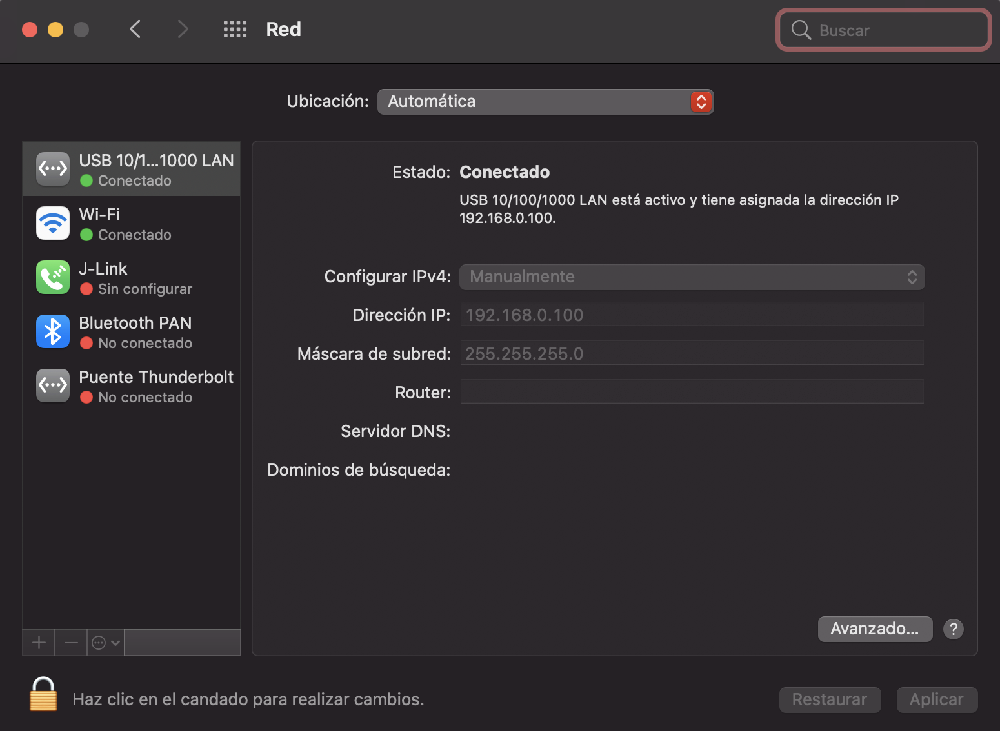 Red
Buscar
Ubicación: Automática
USB 10/1...1000 LAN
Conectado
Wi-Fi
Conectado
J-Link
Sin configurar
Bluetooth PAN
No conectado
Puente Thunderbolt
No conectado
Estado: Conectado
USB 10/100/1000 LAN está activo y tiene asignada la dirección IP
192.168.0.100.
Configurar IPv4: Manualmente
Dirección IP: 192.168.0.100
Máscara de subred: 255.255.255.0
Router:
Servidor DNS:
Dominios de búsqueda:
Avanzado... ?
Haz clic en el candado para realizar cambios.
Restaurar Aplicar